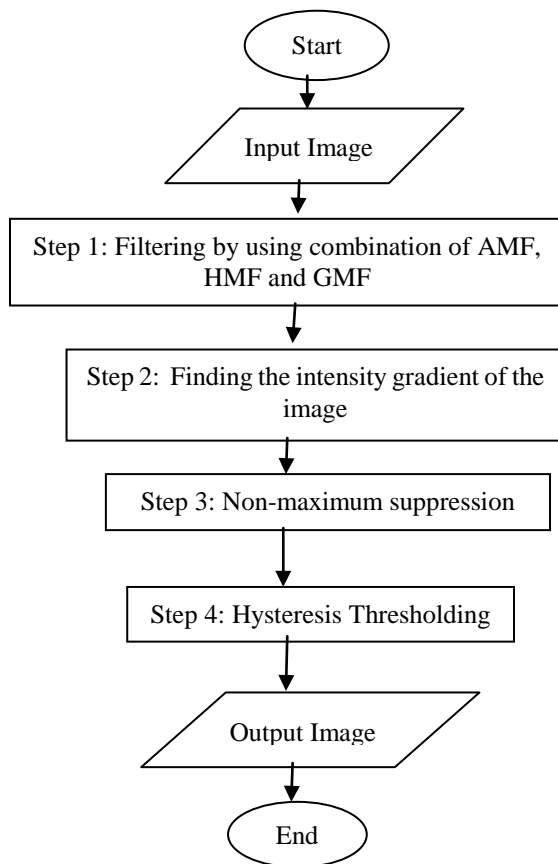 Start
Input Image
Step 1: Filtering by using combination of AMF,
HMF and GMF
Step 2: Finding the intensity gradient of the
image
Step 3: Non-maximum suppression
Step 4: Hysteresis Thresholding
Output Image
End